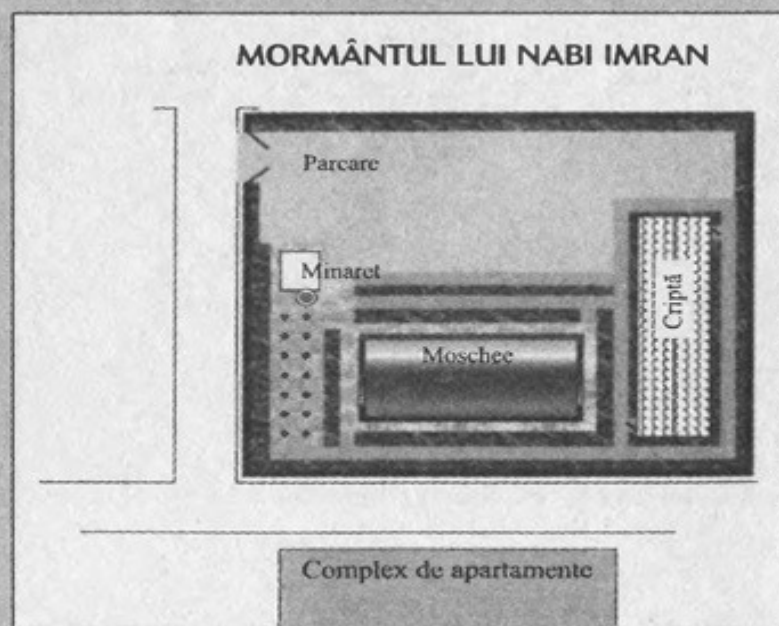 MORMÂNTUL LUI NABI IMRAN
Parcare
Minaret
Criptă
Moschee
Complex de apartamente